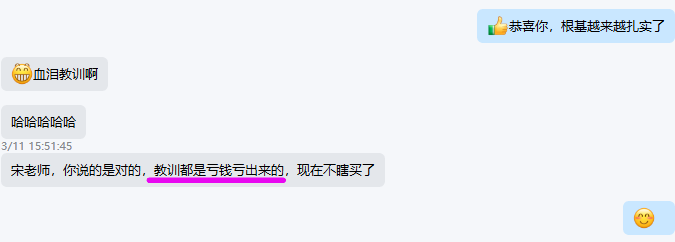 恭喜你，根基越来越扎实了
血泪教训啊
哈哈哈哈哈
3/11 15:51:45
宋老师，你说的是对的，教训都是亏钱亏出来的，现在不瞎买了